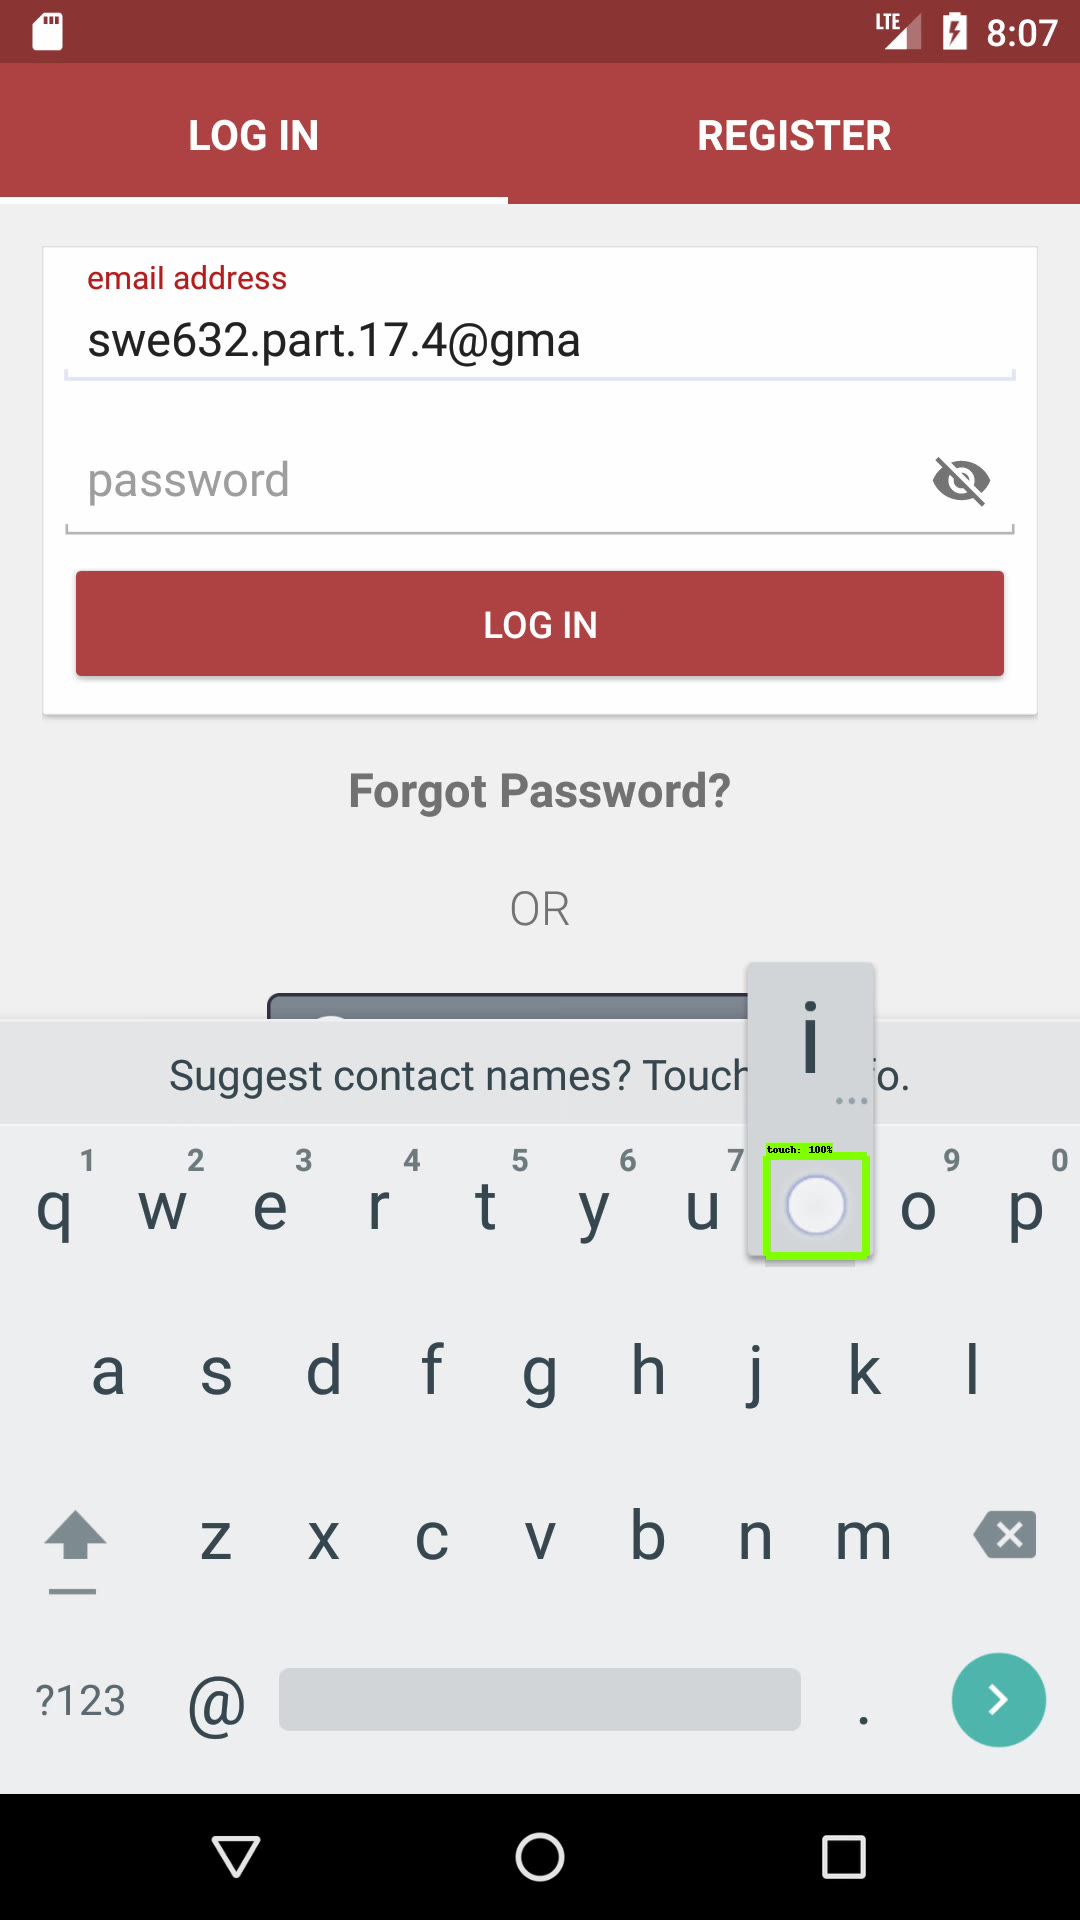 LTE 8:07
LOG IN REGISTER
email address
swe632.part.17.4@gma
password
LOG IN
Forgot Password?
OR
i
Suggest contact names? Touch fo.
...
touch: 100%
1 2 3 4 5 6 7 9 0
q w e r t y u o p
a s d f g h j k l
z x c v b n m
?123 @ .